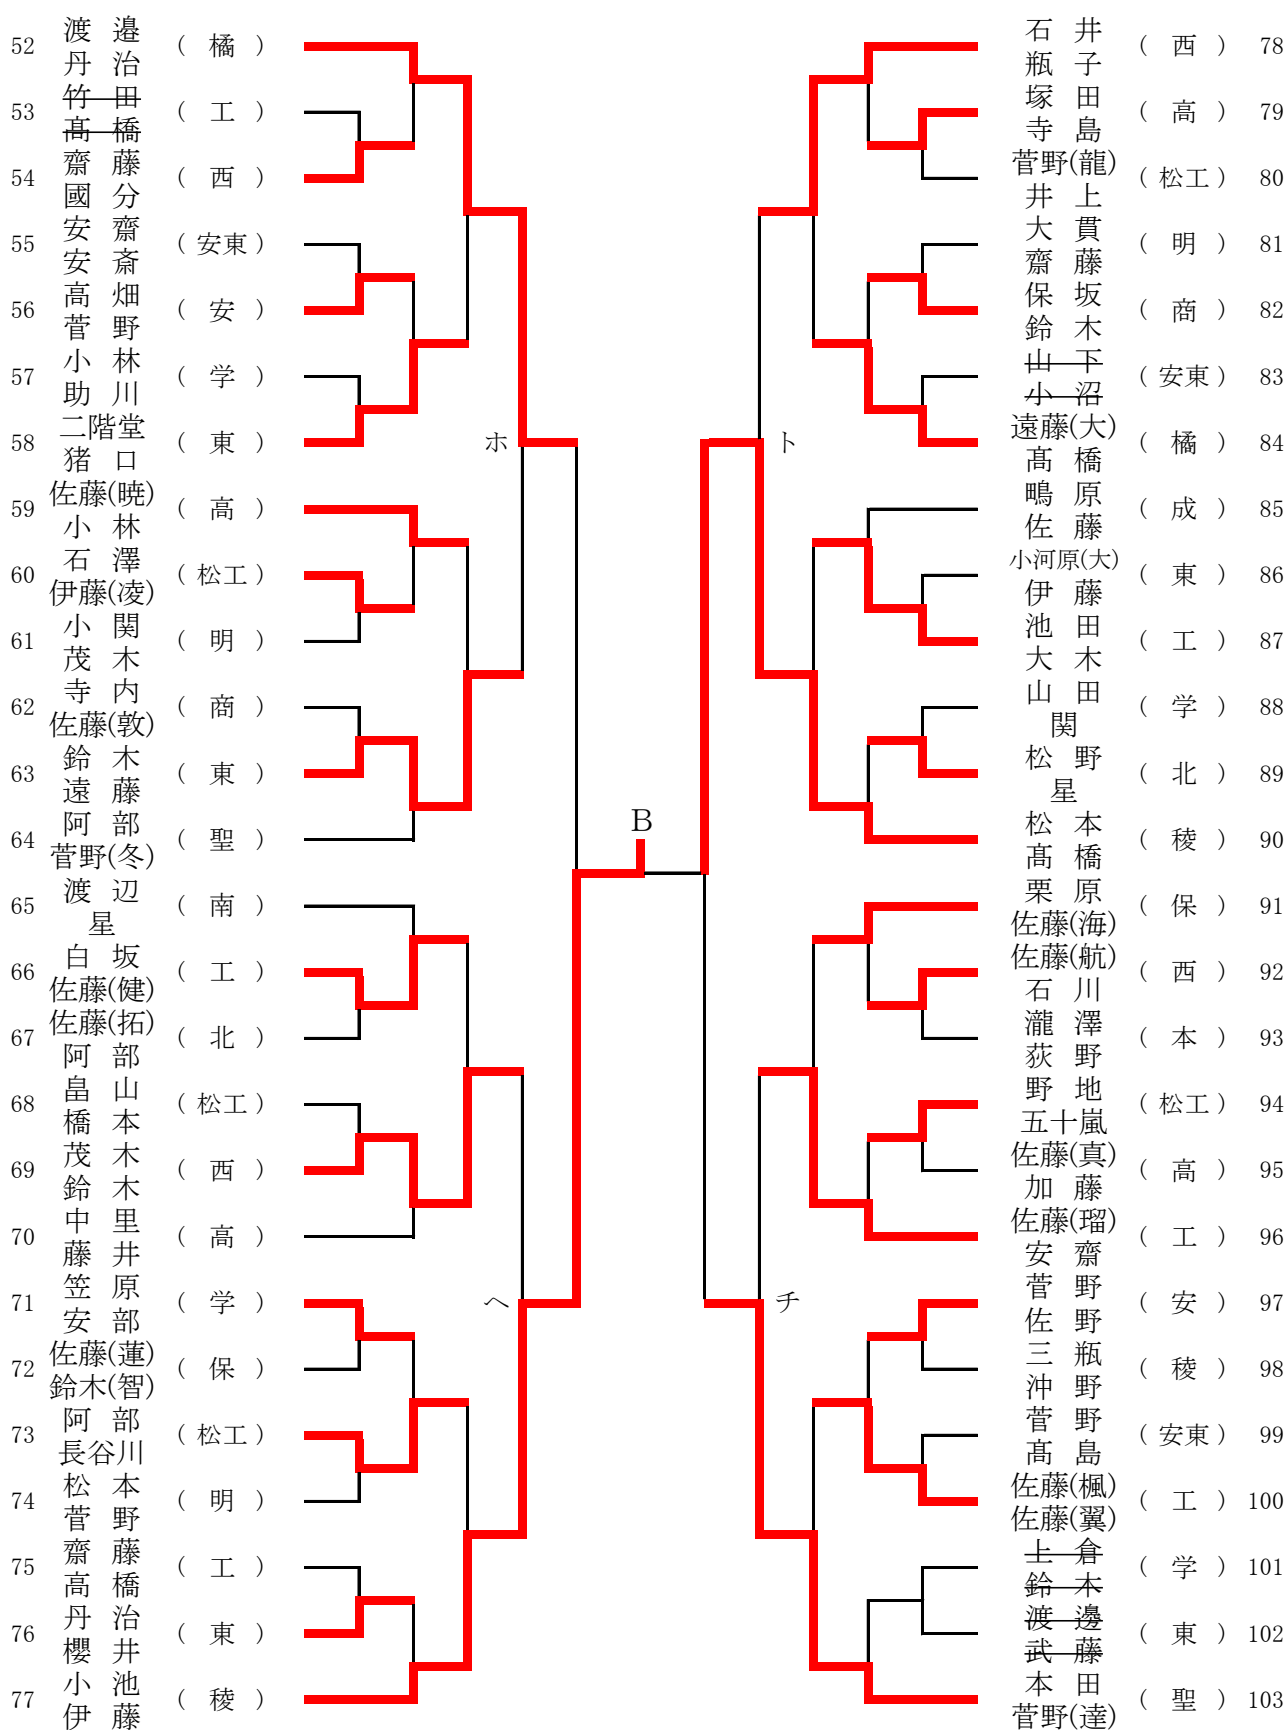 52 渡邉 丹治 (橘)
53 竹田 髙橋 (工)
54 齋藤 國分 (西)
55 安齋 安斎 (安東)
56 高畑 菅野 (安)
57 小林 助川 (学)
58 二階堂 猪口 (東)
59 佐藤(暁) 小林 (高)
60 石澤 伊藤(凌) (松工)
61 小関 茂木 (明)
62 寺内 佐藤(敦) (商)
63 鈴木 遠藤 (東)
64 阿部 菅野(冬) (聖)
65 渡辺 星 (南)
66 白坂 佐藤(健) (工)
67 佐藤(拓) 阿部 (北)
68 畠山 橋本 (松工)
69 茂木 鈴木 (西)
70 中里 藤井 (高)
71 笠原 安部 (学)
72 佐藤(蓮) 鈴木(智) (保)
73 阿部 長谷川 (松工)
74 松本 菅野 (明)
75 齋藤 高橋 (工)
76 丹治 櫻井 (東)
77 小池 伊藤 (稜)
ホ
ヘ
B
ト
チ
石井 瓶子 (西) 78
塚田 寺島 (高) 79
菅野(龍) 井上 (松工) 80
大貫 齋藤 (明) 81
保坂 鈴木 (商) 82
山下 小沼 (安東) 83
遠藤(大) 髙橋 (橘) 84
鴫原 佐藤 (成) 85
小河原(大) 伊藤 (東) 86
池田 大木 (工) 87
山田 関 (学) 88
松野 星 (北) 89
松本 髙橋 (稜) 90
栗原 佐藤(海) (保) 91
佐藤(航) 石川 (西) 92
瀧澤 荻野 (本) 93
野地 五十嵐 (松工) 94
佐藤(真) 加藤 (高) 95
佐藤(瑠) 安齋 (工) 96
菅野 佐野 (安) 97
三瓶 沖野 (稜) 98
菅野 髙島 (安東) 99
佐藤(楓) 佐藤(翼) (工) 100
上倉 鈴木 (学) 101
渡邊 武藤 (東) 102
本田 菅野(達) (聖) 103